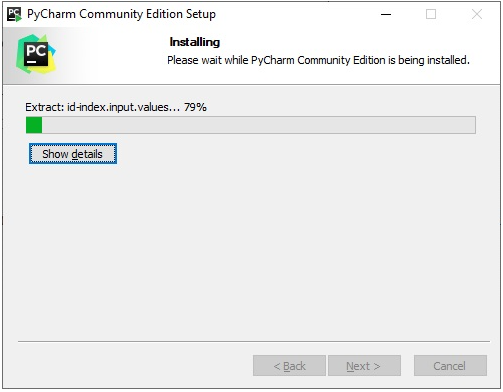 PC PyCharm Community Edition Setup
PC
Installing
Please wait while PyCharm Community Edition is being installed.
Extract: id-index.input.values... 79%
Show details
< Back Next > Cancel